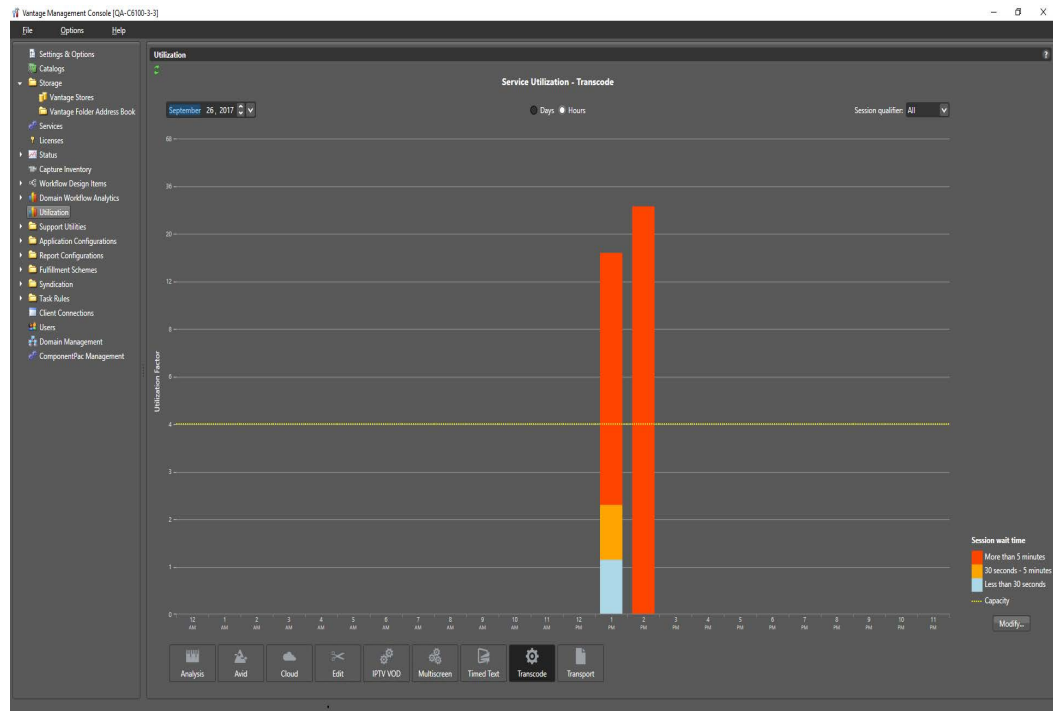 Vantage Management Console [QA-C6100-3-3]
File Options Help
Settings & Options
Catalogs
Storage
Vantage Stores
Vantage Folder Address Book
Services
Licenses
Status
Capture Inventory
Workflow Design Items
Domain Workflow Analytics
Utilization
Support Utilities
Application Configurations
Report Configurations
Fulfillment Schemes
Syndication
Task Rules
Client Connections
Users
Domain Management
ComponentPac Management
Utilization ?
Service Utilization - Transcode
September 26, 2017 Days Hours Session qualifier: All
Utilization Factor
68
36
20
12
8
6
4
3
2
1
0
12 1 2 3 4 5 6 7 8 9 10 11 12 1 2 3 4 5 6 7 8 9 10 11
AM AM AM AM AM AM AM AM AM AM AM AM PM PM PM PM PM PM PM PM PM PM PM PM
Session wait time
More than 5 minutes
30 seconds - 5 minutes
Less than 30 seconds
Capacity
Modify...
Analysis Avid Cloud Edit IPTV VOD Multiscreen Timed Text Transcode Transport